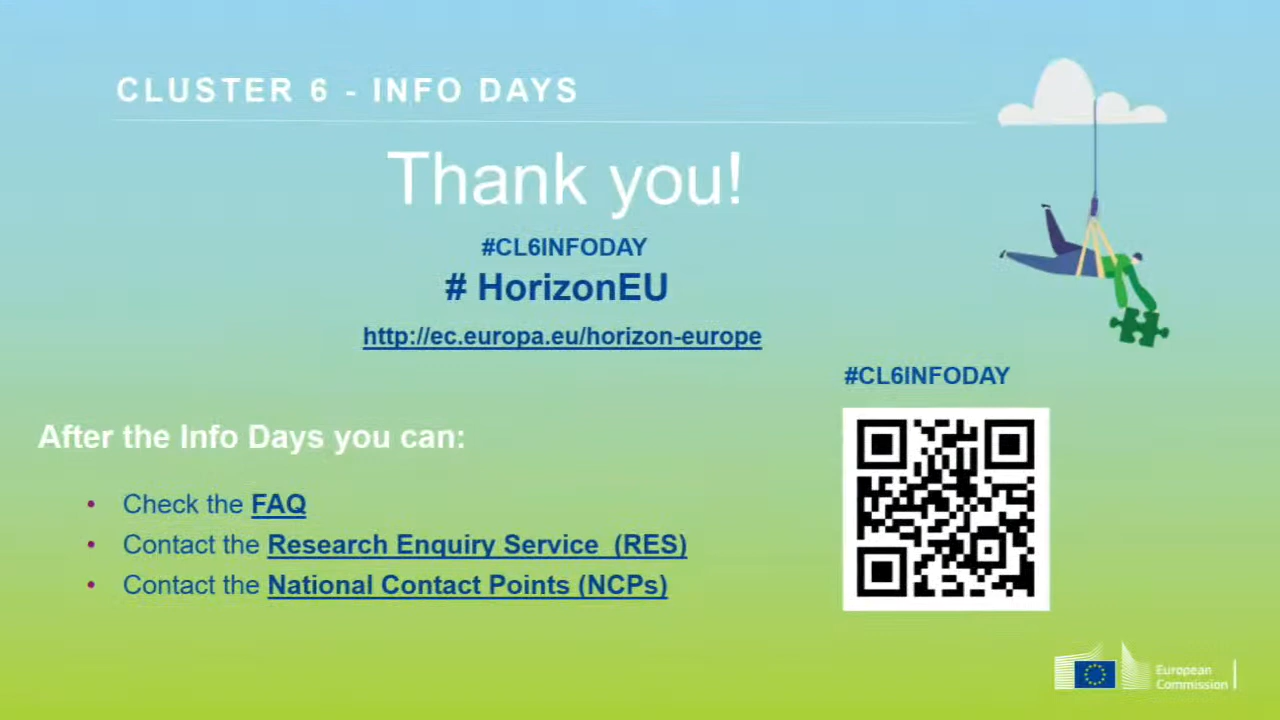 CLUSTER 6 - INFO DAYS
Thank you!
#CL6INFODAY
# HorizonEU
http://ec.europa.eu/horizon-europe
#CL6INFODAY
After the Info Days you can:
• Check the FAQ
• Contact the Research Enquiry Service (RES)
• Contact the National Contact Points (NCPs)
European
Commission